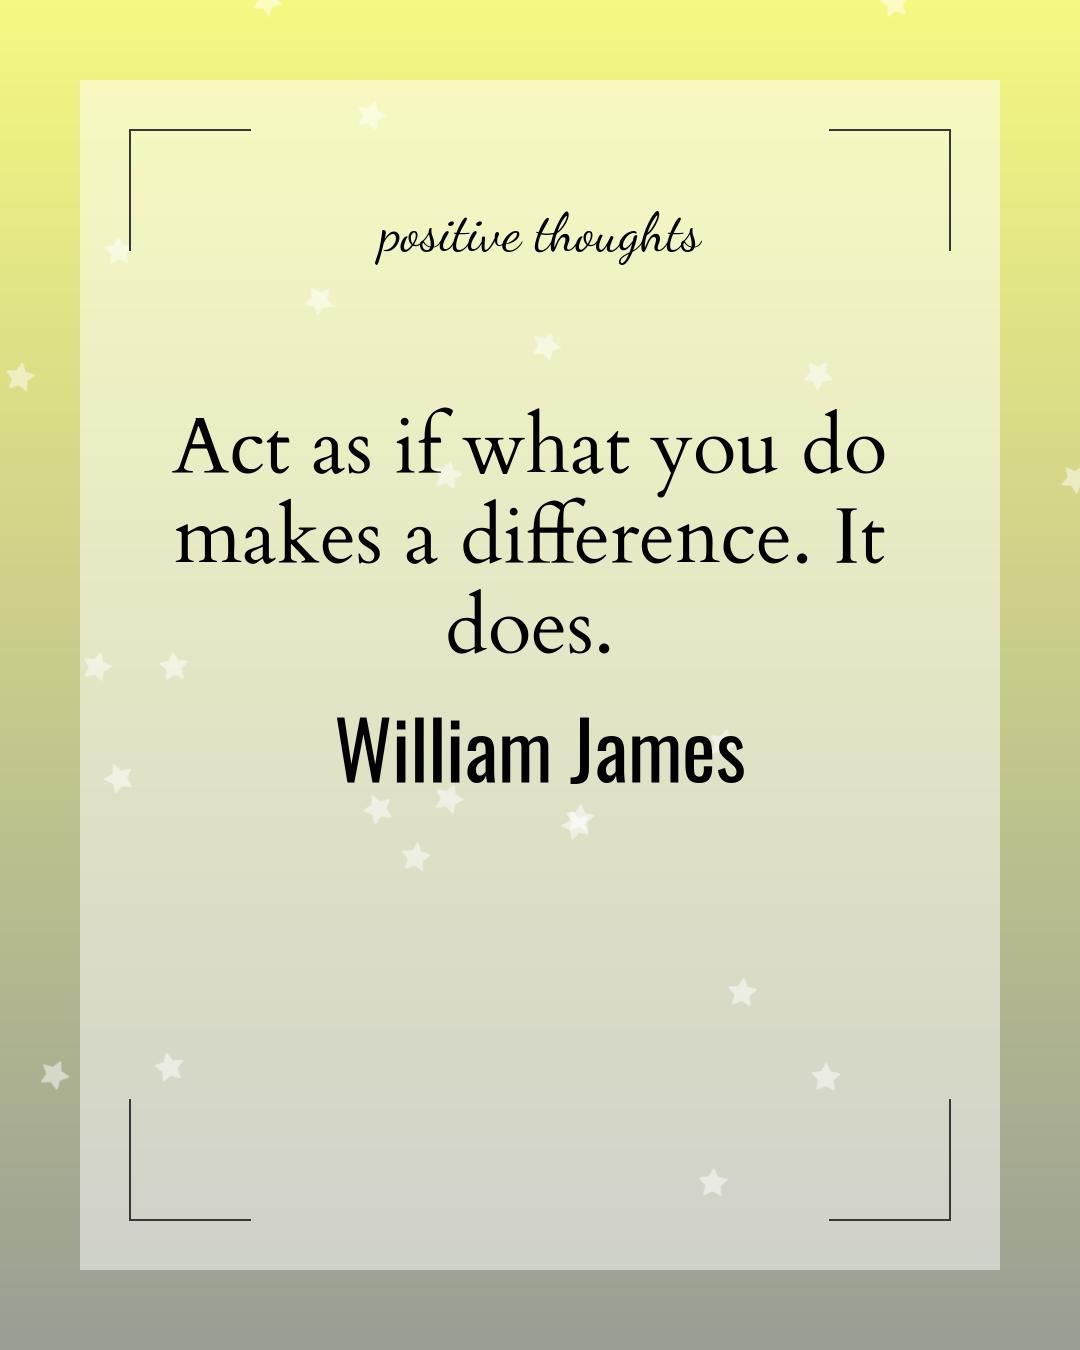 positive thoughts
Act as if what you do
makes a difference. It
does.
William James